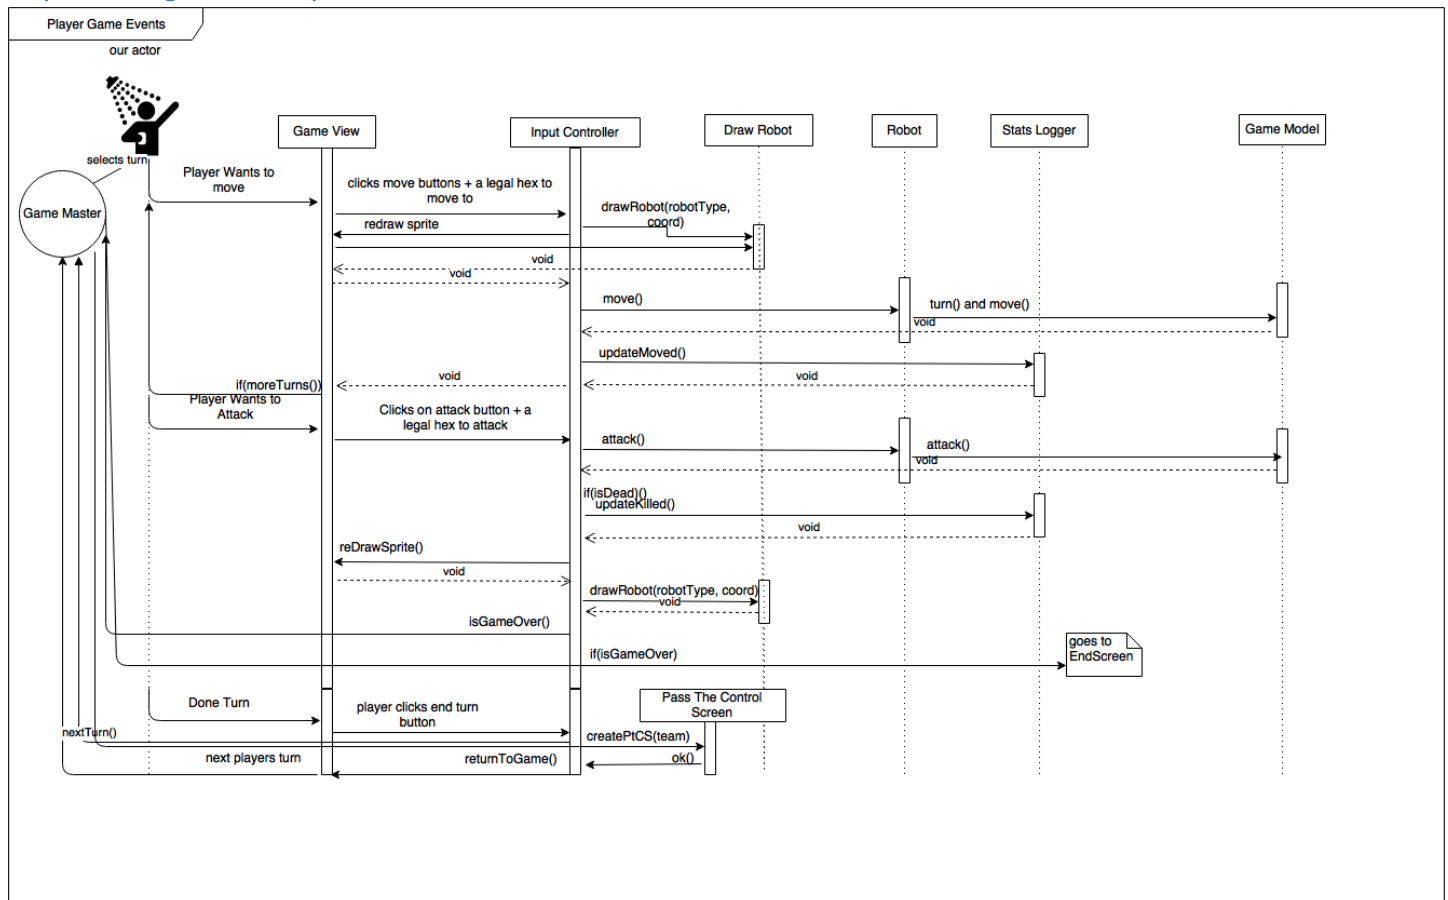 Player Game Events
our actor
Game View
Input Controller
Draw Robot
Robot
Stats Logger
Game Model
selects turn
Game Master
Player Wants to
move
clicks move buttons + a legal hex to
move to
redraw sprite
drawRobot(robotType,
coord)
void
void
move()
turn() and move()
void
updateMoved()
void
void
if(moreTurns())
Player Wants to
Attack
Clicks on attack button + a
legal hex to attack
attack()
attack()
void
if(isDead)()
updateKilled()
void
reDrawSprite()
void
drawRobot(robotType, coord)
void
isGameOver()
if(isGameOver)
goes to
EndScreen
Pass The Control
Screen
Done Turn
player clicks end turn
button
nextTurn()
createPtCS(team)
next players turn
returnToGame()
ok()